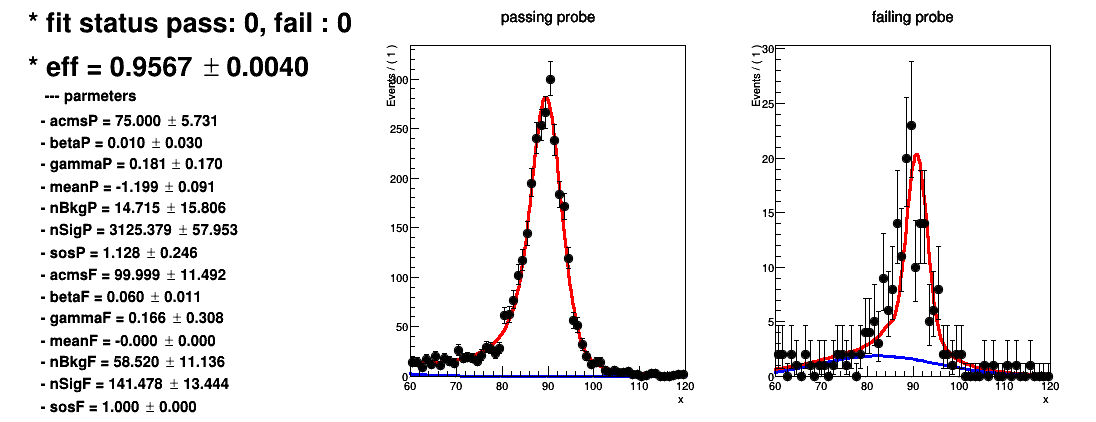 * fit status pass: 0, fail : 0
* eff = 0.9567 ± 0.0040
--- parmeters
- acmsP = 75.000 ± 5.731
- betaP = 0.010 ± 0.030
- gammaP = 0.181 ± 0.170
- meanP = -1.199 ± 0.091
- nBkgP = 14.715 ± 15.806
- nSigP = 3125.379 ± 57.953
- sosP = 1.128 ± 0.246
- acmsF = 99.999 ± 11.492
- betaF = 0.060 ± 0.011
- gammaF = 0.166 ± 0.308
- meanF = -0.000 ± 0.000
- nBkgF = 58.520 ± 11.136
- nSigF = 141.478 ± 13.444
- sosF = 1.000 ± 0.000
passing probe
Events / ( 1 )
300
250
200
150
100
50
0
60 70 80 90 100 110 120
x
failing probe
Events / ( 1 )
30
25
20
15
10
5
0
60 70 80 90 100 110 120
x